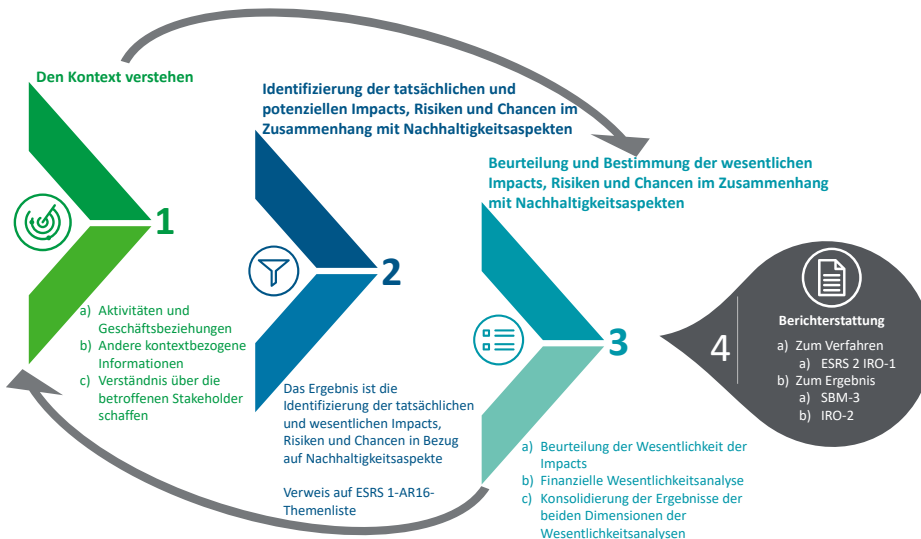 Den Kontext verstehen
1
a) Aktivitäten und
Geschäftsbeziehungen
b) Andere kontextbezogene
Informationen
c) Verständnis über die
betroffenen Stakeholder
schaffen
Identifizierung der tatsächlichen und
potenziellen Impacts, Risiken und Chancen im
Zusammenhang mit Nachhaltigkeitsaspekten
2
Das Ergebnis ist die
Identifizierung der tatsächlichen
und wesentlichen Impacts,
Risiken und Chancen in Bezug
auf Nachhaltigkeitsaspekte
Verweis auf ESRS 1-AR16-
Themenliste
Beurteilung und Bestimmung der wesentlichen
Impacts, Risiken und Chancen im Zusammenhang
mit Nachhaltigkeitsaspekten
3
a) Beurteilung der Wesentlichkeit der
Impacts
b) Finanzielle Wesentlichkeitsanalyse
c) Konsolidierung der Ergebnisse der
beiden Dimensionen der
Wesentlichkeitsanalysen
4
Berichterstattung
a) Zum Verfahren
a) ESRS 2 IRO-1
b) Zum Ergebnis
a) SBM-3
b) IRO-2